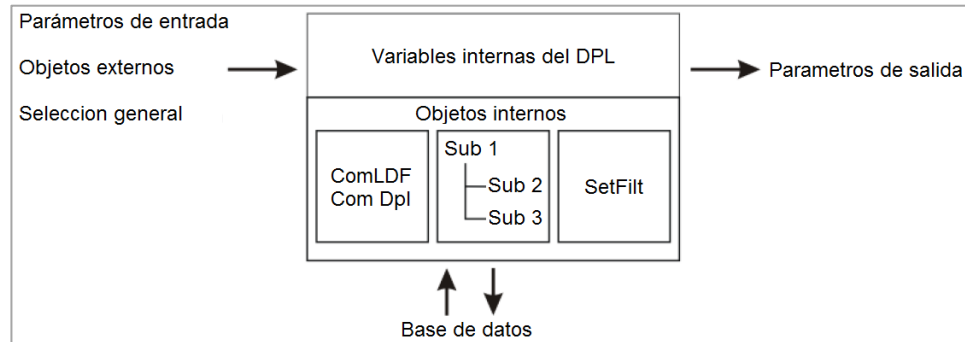 Parámetros de entrada
Objetos externos
Seleccion general
Variables internas del DPL
Parametros de salida
Objetos internos
ComLDF
Com Dpl
Sub 1
Sub 2
Sub 3
SetFilt
Base de datos